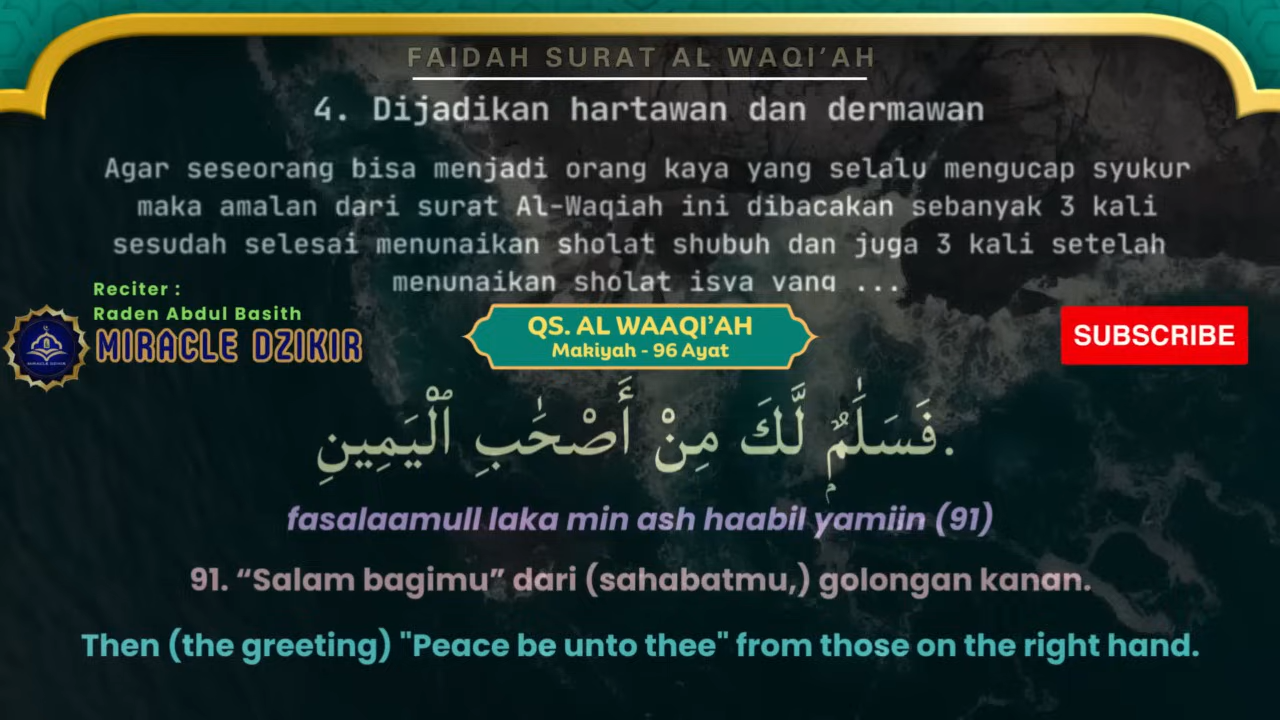 FAIDAH SURAT AL WAQI’AH
4. Dijadikan hartawan dan dermawan
Agar seseorang bisa menjadi orang kaya yang selalu mengucap syukur
maka amalan dari surat Al-Waqiah ini dibacakan sebanyak 3 kali
sesudah selesai menunaikan sholat shubuh dan juga 3 kali setelah
menunaikan sholat isya yang ...
Reciter :
Raden Abdul Basith
MIRACLE DZIKIR
MIRACLE DZIKIR
QS. AL WAAQI’AH
Makiyah - 96 Ayat
SUBSCRIBE
فَسَلَٰمٌۭ لَّكَ مِنْ أَصْحَٰبِ ٱلْيَمِينِ.
fasalaamull laka min ash haabil yamiin (91)
91. “Salam bagimu” dari (sahabatmu,) golongan kanan.
Then (the greeting) "Peace be unto thee" from those on the right hand.